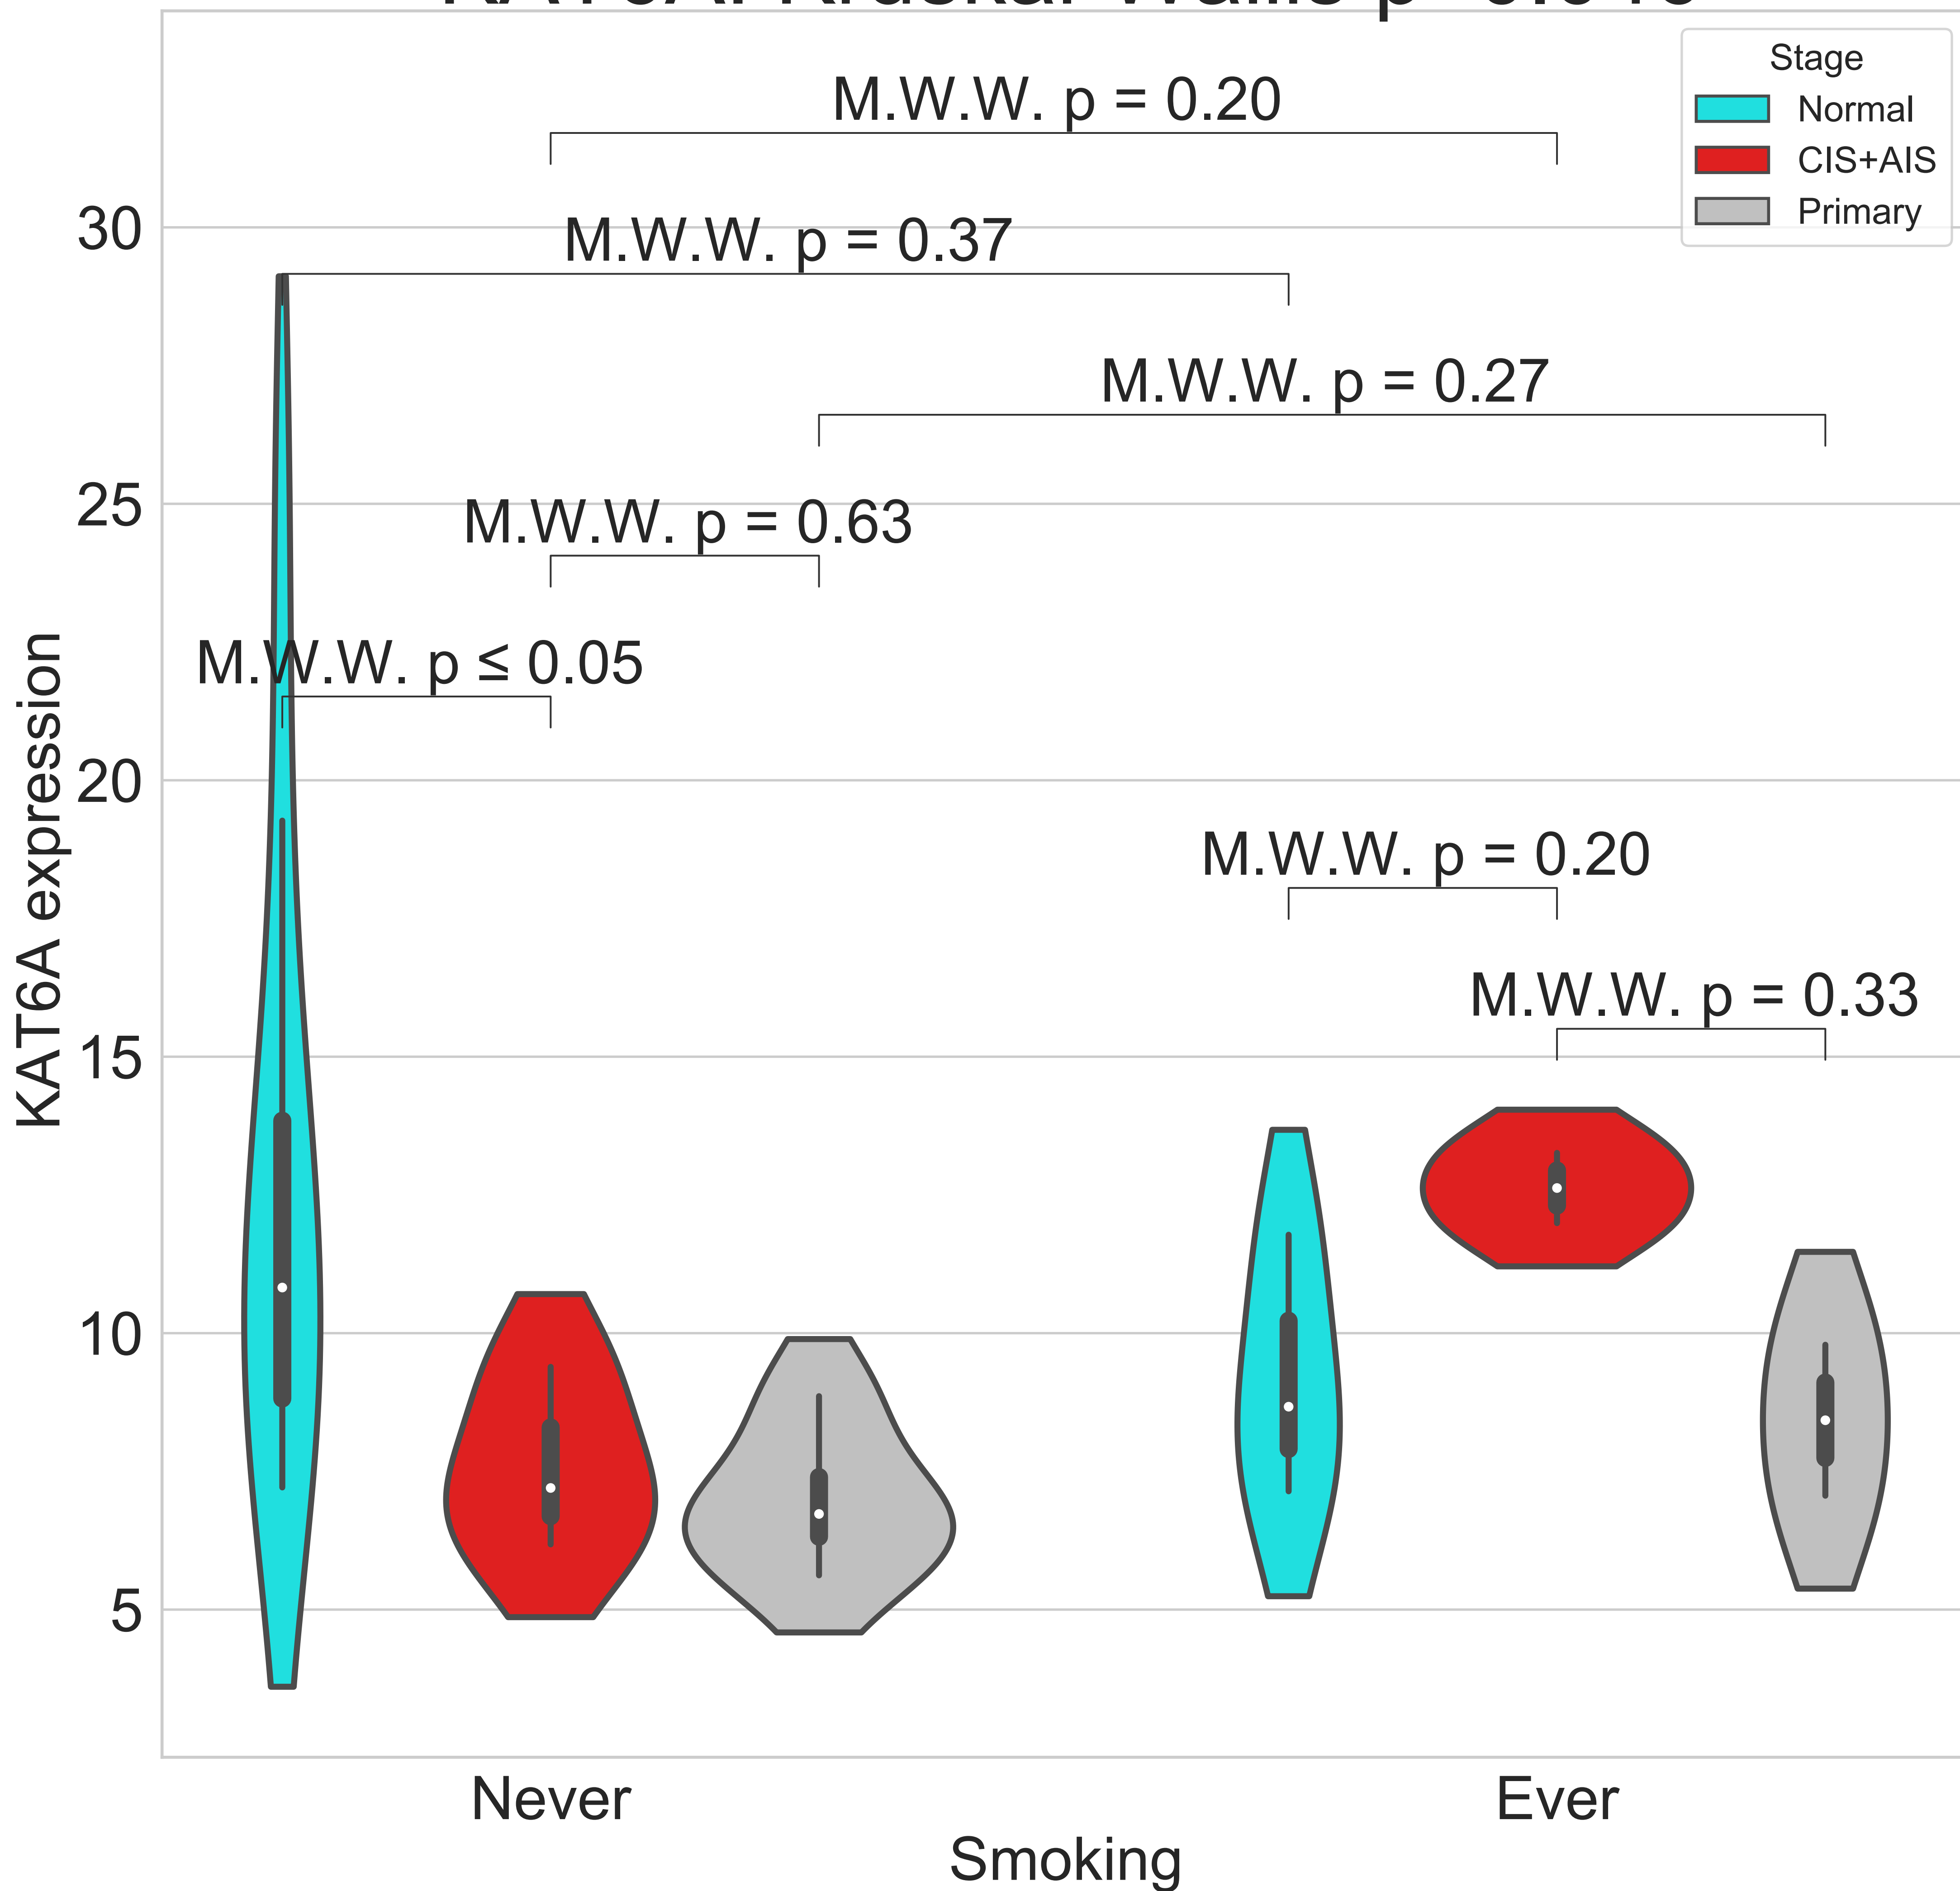 Stage
Normal
CIS+AIS
Primary
M.W.W. p = 0.20
M.W.W. p = 0.37
M.W.W. p = 0.27
M.W.W. p = 0.63
M.W.W. p ≤ 0.05
M.W.W. p = 0.20
M.W.W. p = 0.33
30
25
20
15
10
5
KAT6A expression
Never
Ever
Smoking